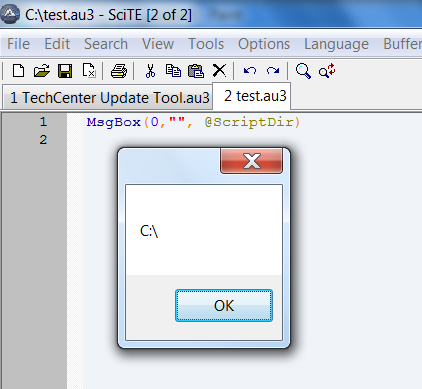 C:\test.au3 - SciTE [2 of 2]
File Edit Search View Tools Options Language Buffer
1 TechCenter Update Tool.au3 2 test.au3
1 MsgBox(0,"", @ScriptDir)
2
C:\
OK